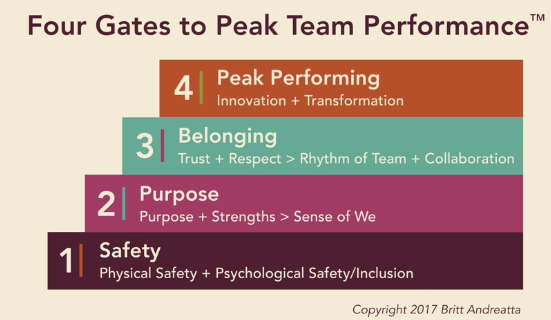 Four Gates to Peak Team Performance™
4 Peak Performing
Innovation + Transformation
3 Belonging
Trust + Respect > Rhythm of Team + Collaboration
2 Purpose
Purpose + Strengths > Sense of We
1 Safety
Physical Safety + Psychological Safety/Inclusion
Copyright 2017 Britt Andreatta